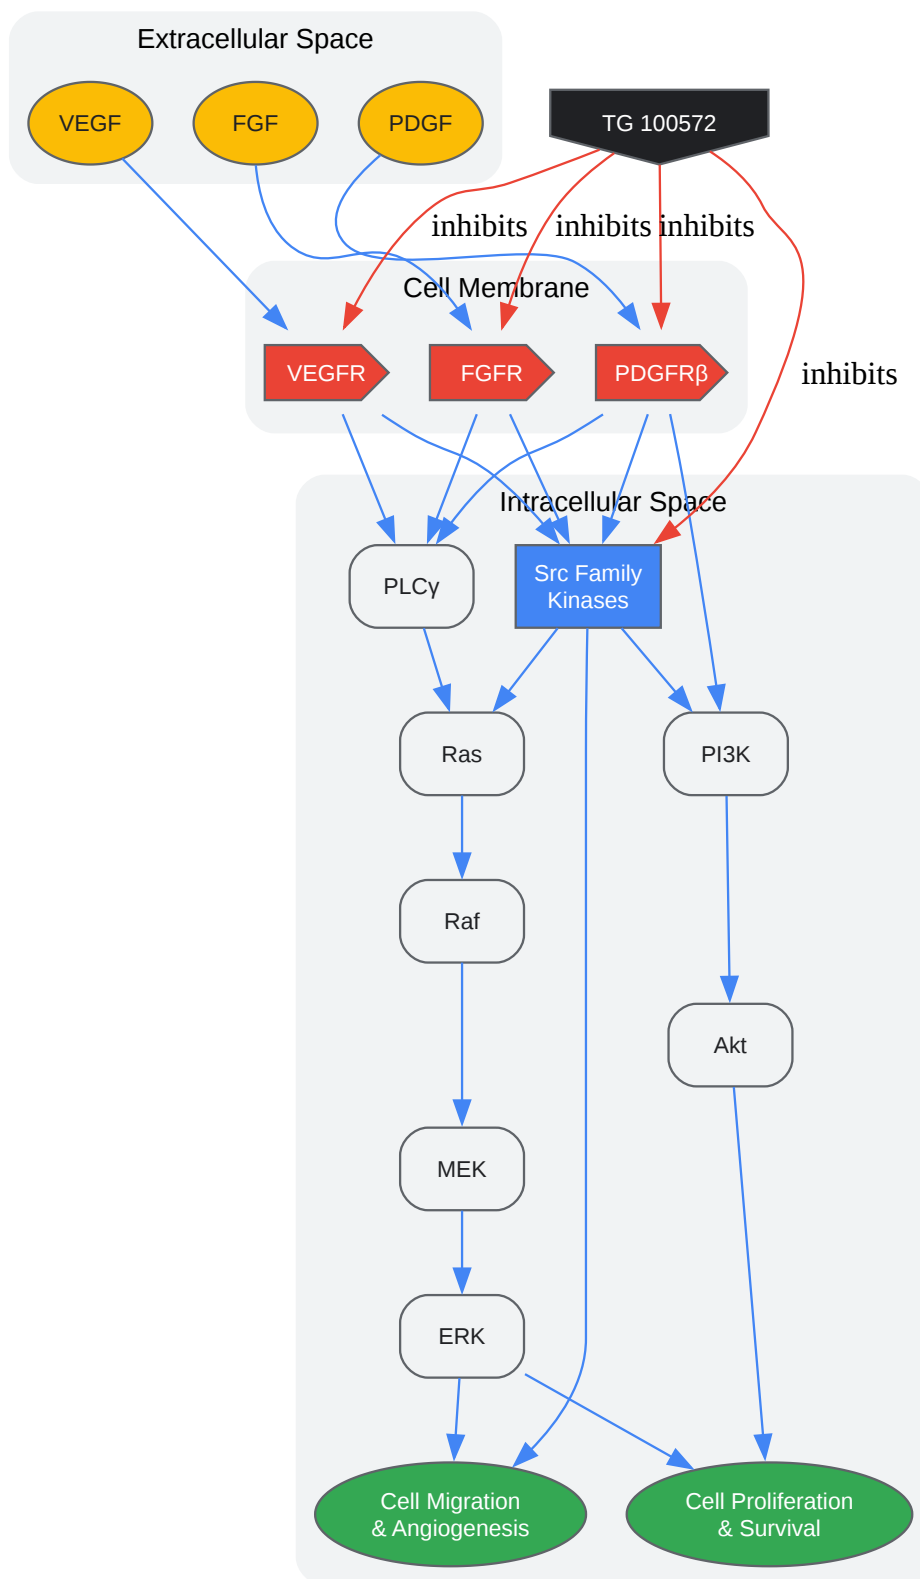 Extracellular Space
VEGF
FGF
PDGF
TG 100572
inhibits
inhibits
inhibits
Cell Membrane
VEGFR
FGFR
PDGFRβ
inhibits
Intracellular Space
PLCγ
Src Family
Kinases
Ras
PI3K
Raf
Akt
MEK
ERK
Cell Migration
& Angiogenesis
Cell Proliferation
& Survival